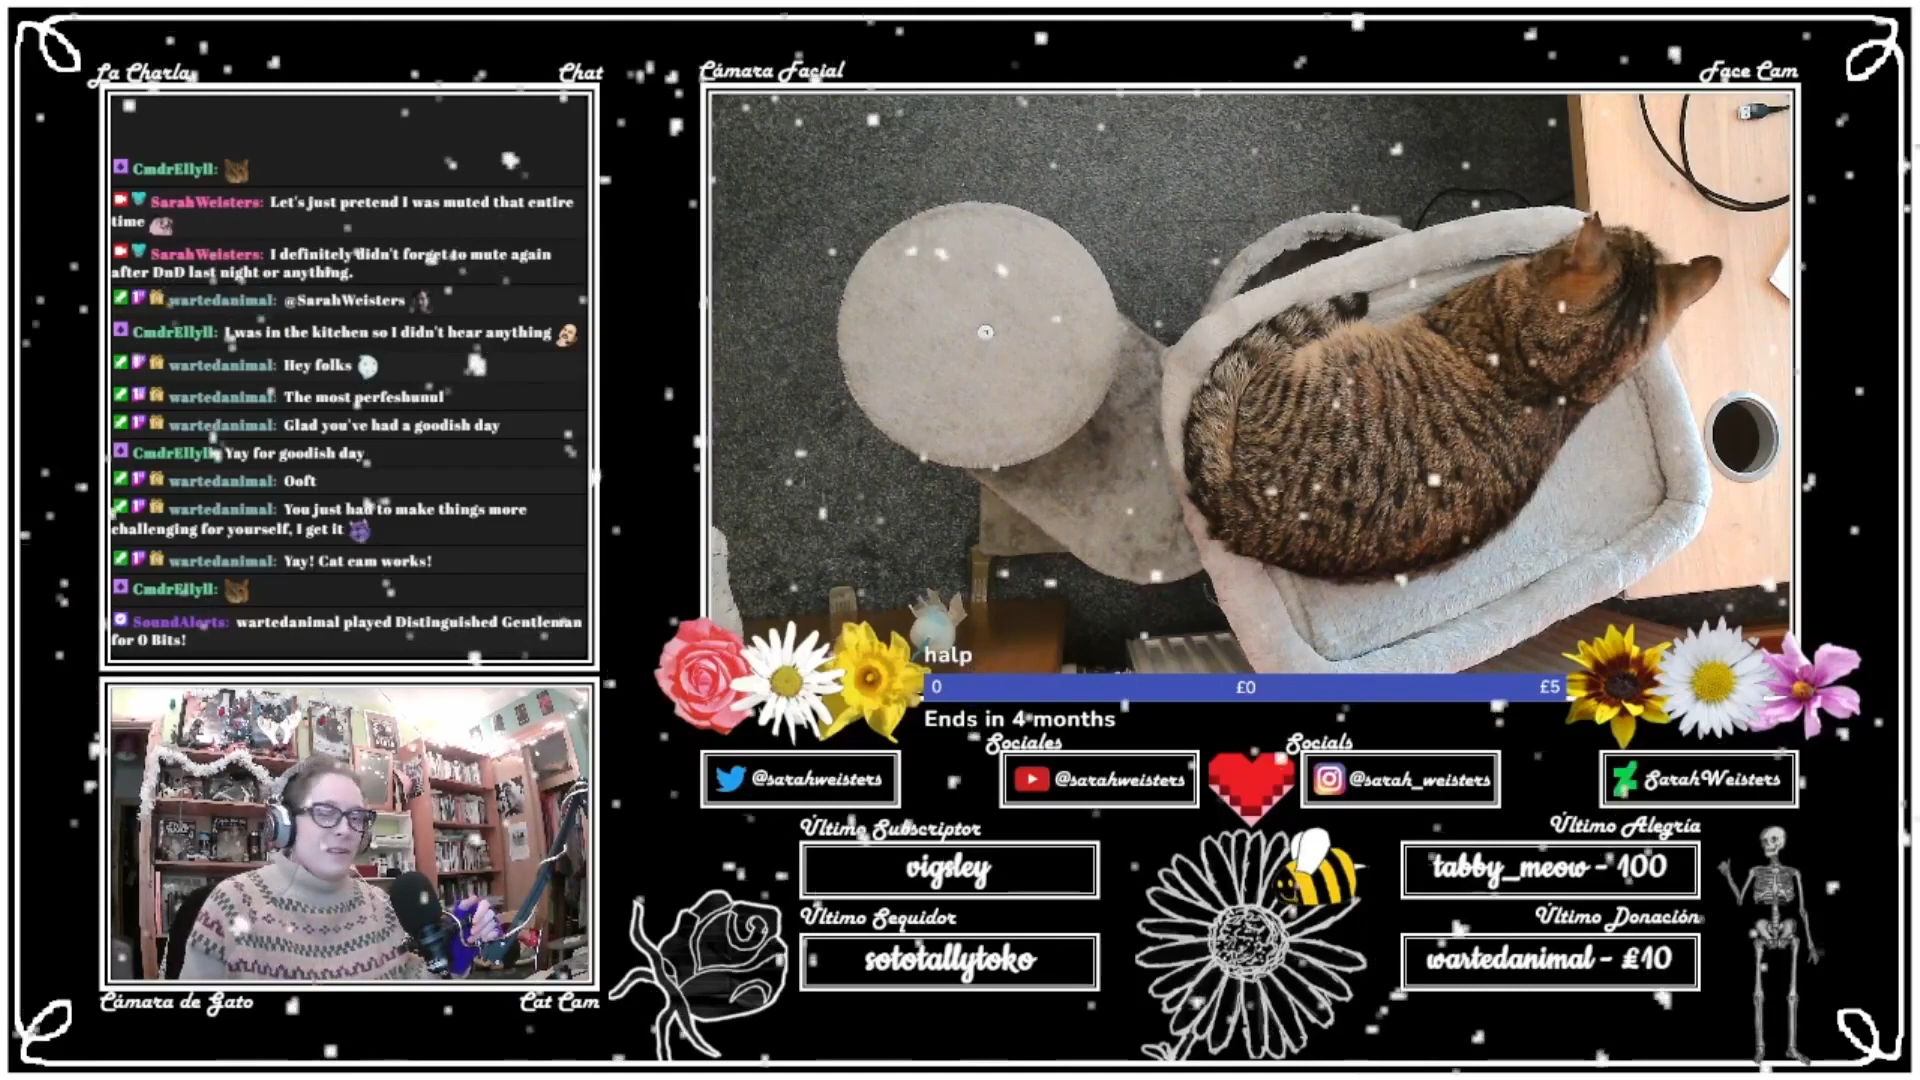 La Charla
Chat
CmdrEllyll:
SarahWeisters: Let's just pretend I was muted that entire
time
SarahWeisters: I definitely didn't forget to mute again
after DnD last night or anything.
wartedanimal: @SarahWeisters
CmdrEllyll: I was in the kitchen so I didn't hear anything
wartedanimal: Hey folks
wartedanimal: The most perfeshunul
wartedanimal: Glad you've had a goodish day
CmdrEllyll: Yay for goodish day
wartedanimal: Ooft
wartedanimal: You just had to make things more
challenging for yourself, I get it
wartedanimal: Yay! Cat cam works!
CmdrEllyll:
SoundAlerts: wartedanimal played Distinguished Gentleman
for 0 Bits!
Cámara de Gato
Cat Cam
Cámara Facial
Face Cam
halp
0 £0 £5
Ends in 4 months
Sociales
Socials
@sarahweisters
@sarahweisters
@sarah_weisters
SarahWeisters
Último Subscriptor
vigsley
Último Seguidor
sototallytoko
Último Alegría
tabby_meow - 100
Último Donación
wartedanimal - £10